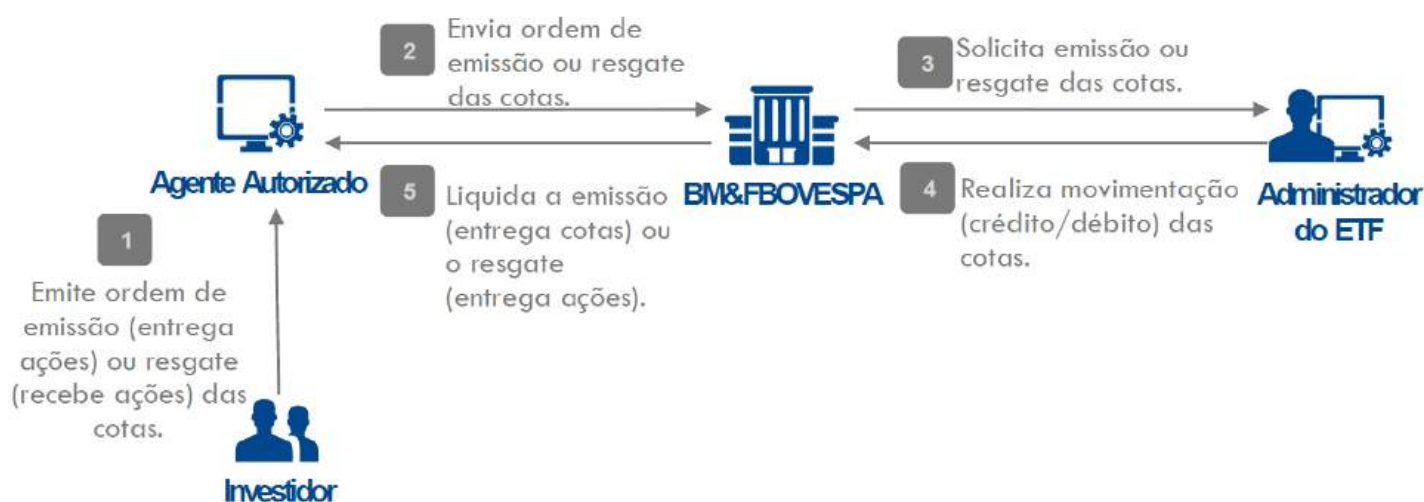 2
Envia ordem de
emissão ou resgate
das cotas.
3
Solicita emissão ou
resgate das cotas.
Agente Autorizado
BM&FBOVESPA
Administrador
do ETF
5
Liquida a emissão
(entrega cotas) ou
o resgate
(entrega ações).
4
Realiza movimentação
(crédito/débito) das
cotas.
1
Emite ordem de
emissão (entrega
ações) ou resgate
(recebe ações) das
cotas.
Investidor